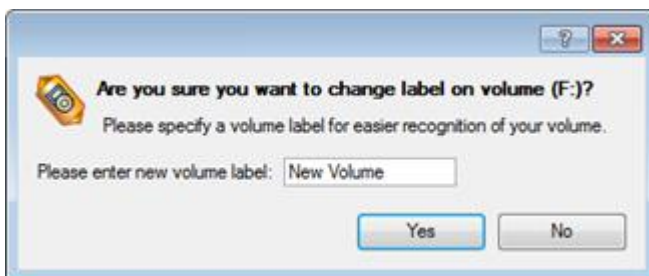 Are you sure you want to change label on volume (F:)?
Please specify a volume label for easier recognition of your volume.
Please enter new volume label: New Volume
Yes No